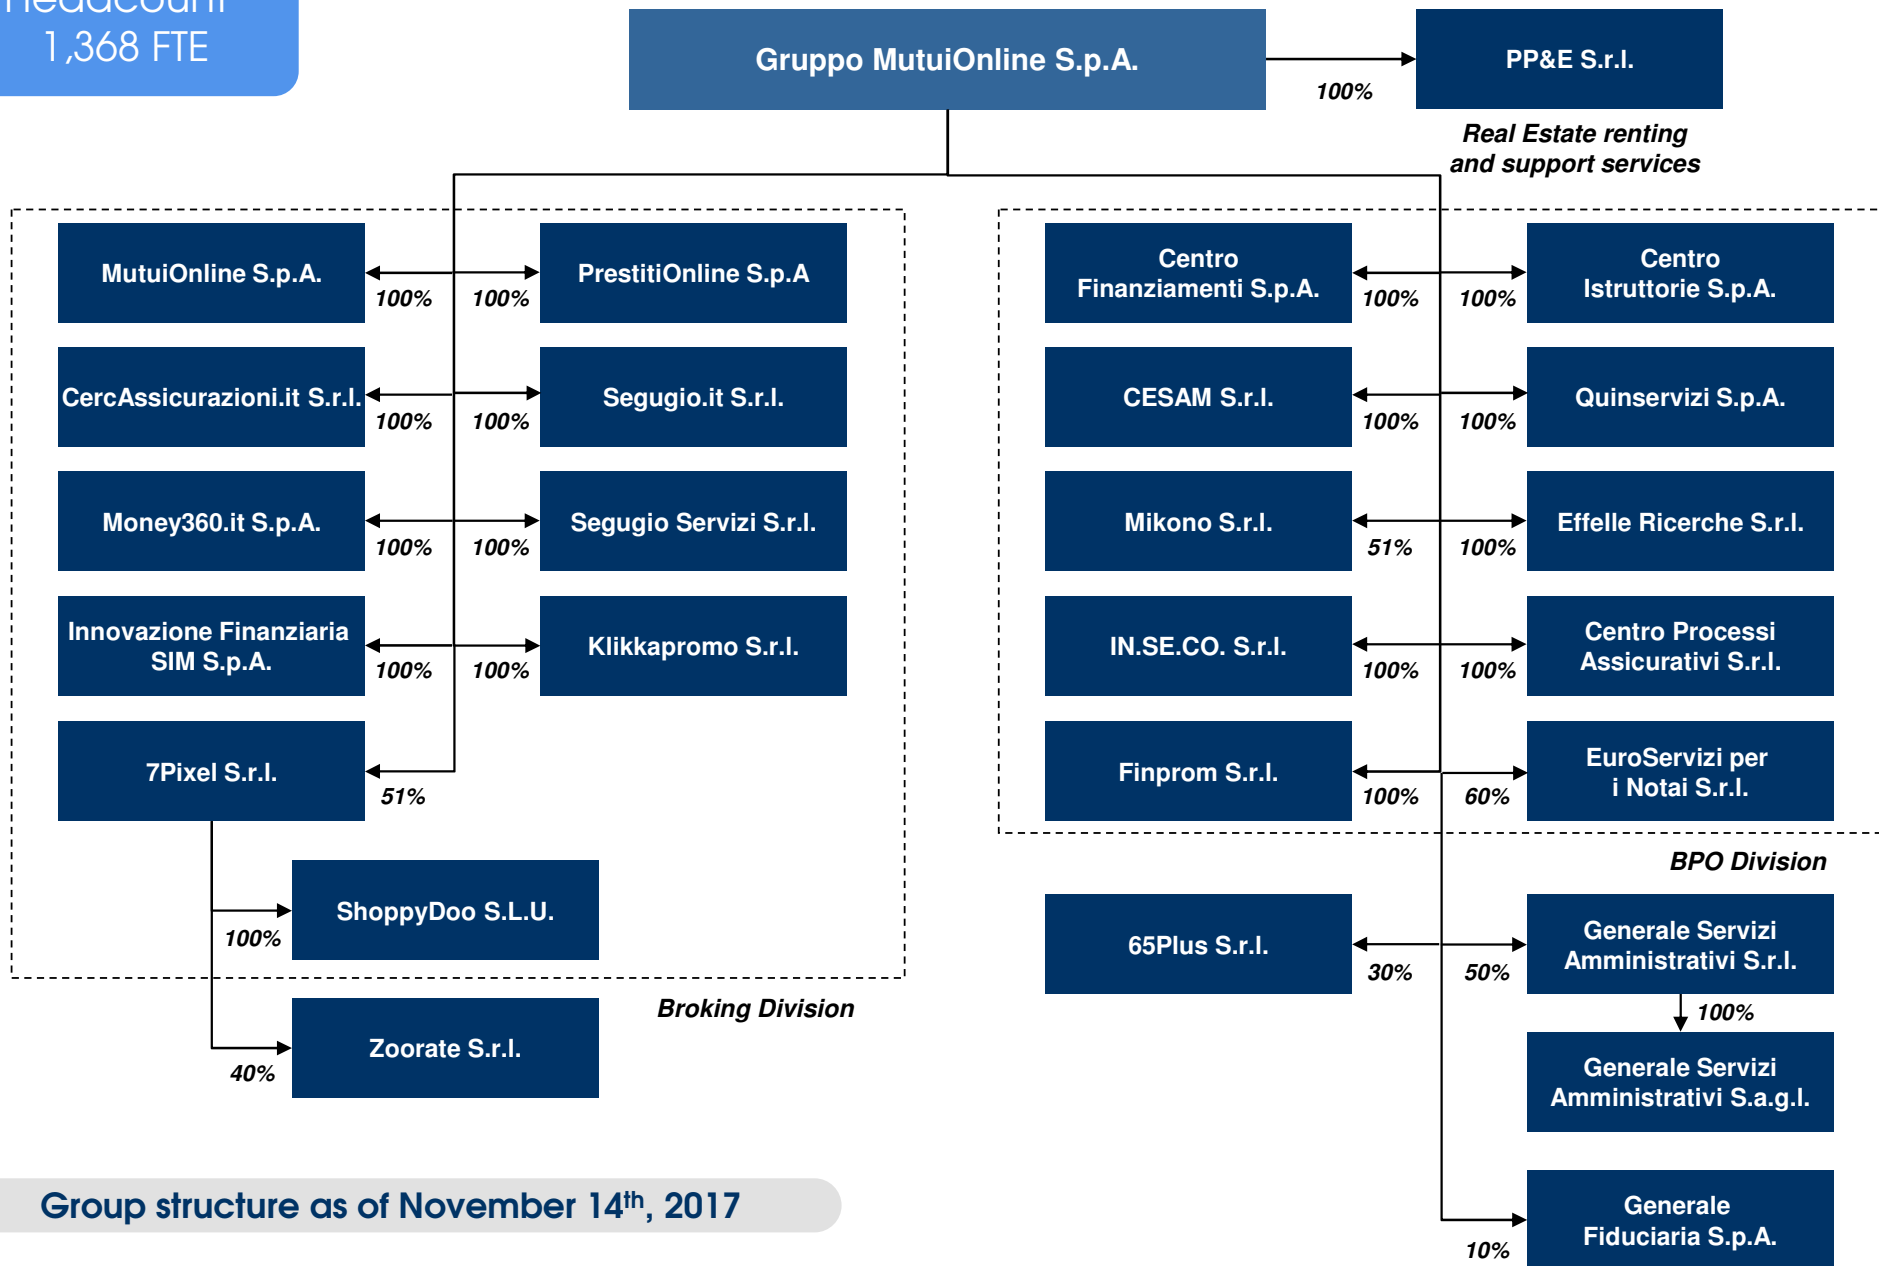 Headcount
1,368 FTE
Gruppo MutuiOnline S.p.A.
100%
PP&E S.r.l.
Real Estate renting
and support services
MutuiOnline S.p.A.
100%
100%
PrestitiOnline S.p.A
CercAssicurazioni.it S.r.l.
100%
100%
Segugio.it S.r.l.
Money360.it S.p.A.
100%
100%
Segugio Servizi S.r.l.
Innovazione Finanziaria
SIM S.p.A.
100%
100%
Klikkapromo S.r.l.
7Pixel S.r.l.
51%
ShoppyDoo S.L.U.
100%
Broking Division
Zoorate S.r.l.
40%
Centro
Finanziamenti S.p.A.
100%
100%
Centro
Istruttorie S.p.A.
CESAM S.r.l.
100%
100%
Quinservizi S.p.A.
Mikono S.r.l.
51%
100%
Effelle Ricerche S.r.l.
IN.SE.CO. S.r.l.
100%
100%
Centro Processi
Assicurativi S.r.l.
Finprom S.r.l.
100%
60%
EuroServizi per
i Notai S.r.l.
BPO Division
65Plus S.r.l.
30%
50%
Generale Servizi
Amministrativi S.r.l.
100%
Generale Servizi
Amministrativi S.a.g.l.
Generale
Fiduciaria S.p.A.
10%
Group structure as of November 14th, 2017